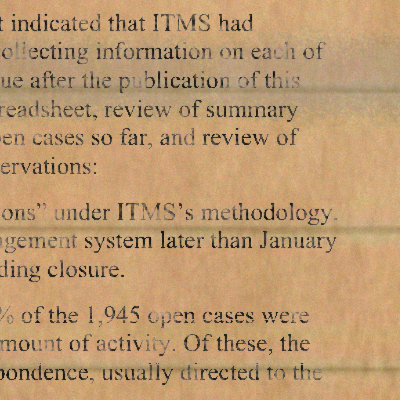 t indicated that ITMS had
ollecting information on each of
ue after the publication of this
readsheet, review of summary
en cases so far, and review of
ervations:
ons” under ITMS’s methodology.
agement system later than January
ding closure.
% of the 1,945 open cases were
mount of activity. Of these, the
pondence, usually directed to the